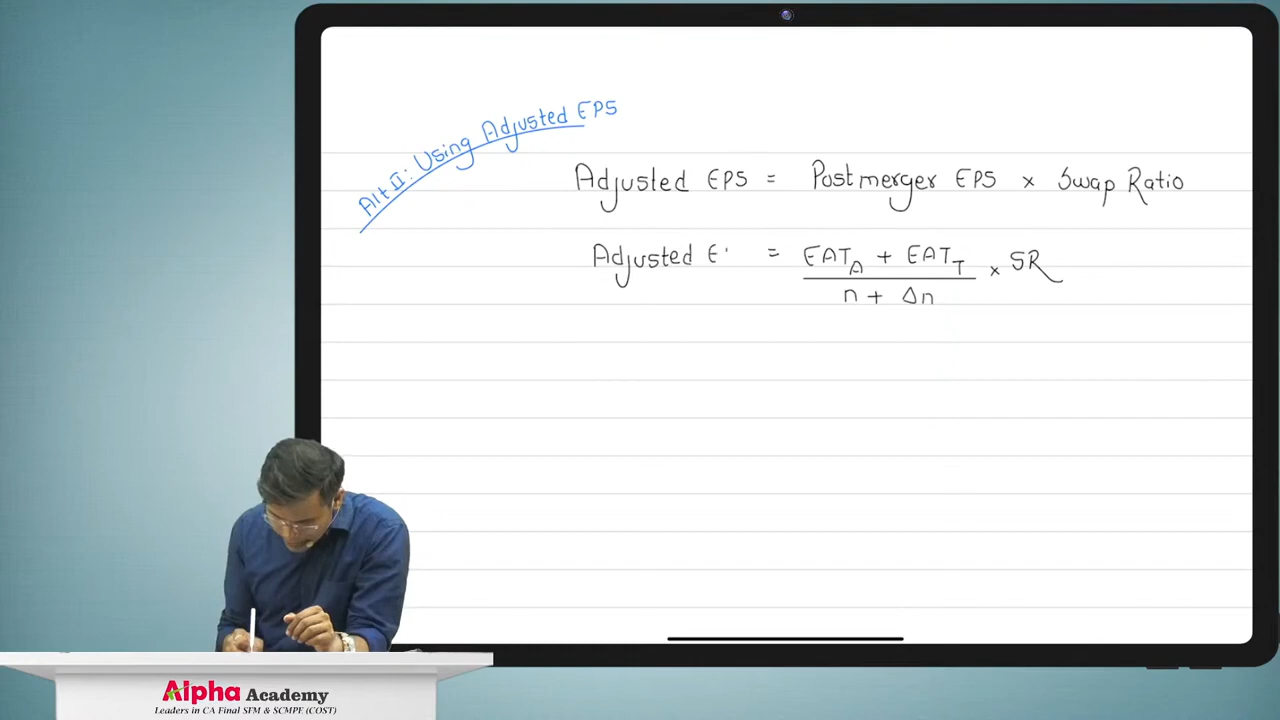 Alt II: Using Adjusted EPS
Adjusted EPS = Postmerger EPS × Swap Ratio
Adjusted E = EAT_A + EAT_T × SR
n + Δn
Alpha Academy
Leaders in CA Final SFM & SCMPE (COST)